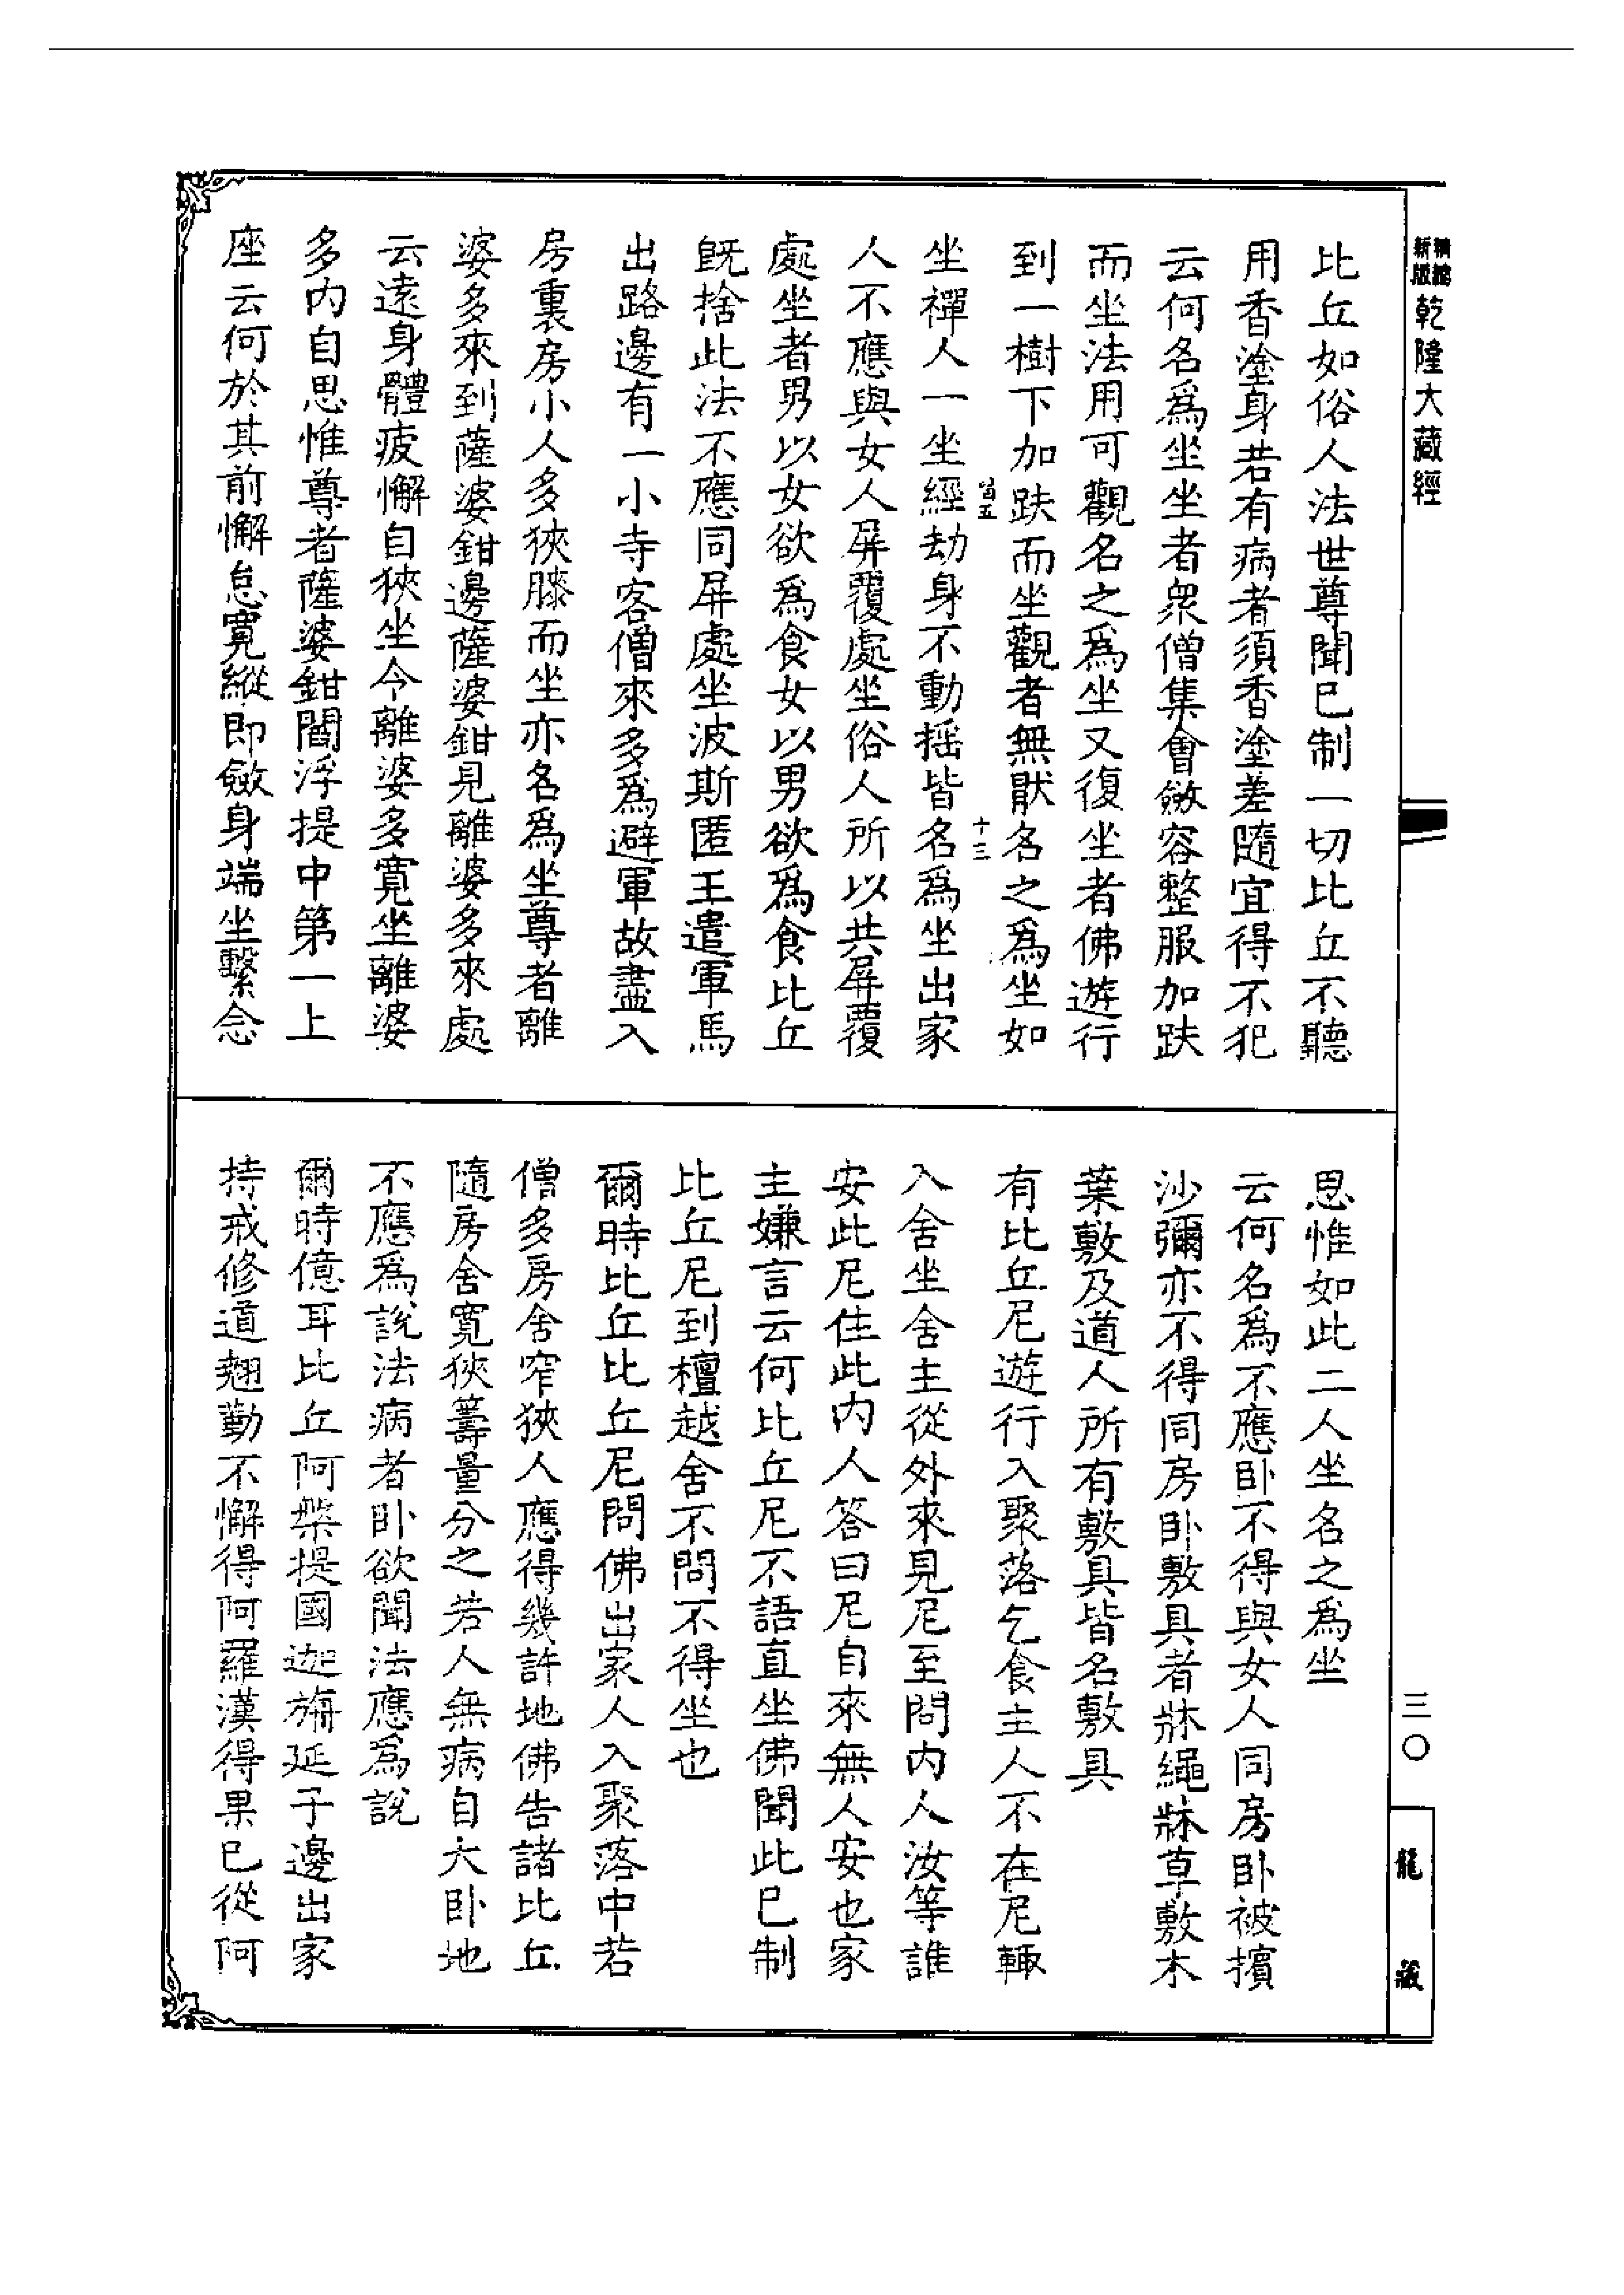 精緻新版乾隆大藏經
比丘如俗人法世尊聞已制一切比丘不聽
用香塗身若有病者須香塗差隨宜得不犯
云何名爲坐坐者衆僧集會斂容整服加趺
而坐法用可觀名之爲坐又復坐者佛遊行
到一樹下加趺而坐觀者無猒名之爲坐如
十三
坐禪人一坐經劫身不動揺皆名爲坐出家
人不應與女人屏覆處坐俗人所以共屏覆
處坐者男以女欲爲食女以男欲爲食比丘
旣捨此法不應同屏處坐波斯匿王遣軍馬
出路邊有一小寺客僧來多爲避軍故盡入
房裏房小人多狹膝而坐亦名爲坐尊者離
婆多來到薩婆鉗邊薩婆鉗見離婆多來處
云遠身體疲懈自狹坐今離婆多寬坐離婆
多內自思惟尊者薩婆鉗閻浮提中第一上
座云何於其前懈怠寬縱即斂身端坐繫念
思惟如此二人坐名之爲坐
云何名爲不應卧不得與女人同房卧被擯
沙彌亦不得同房卧敷具者牀繩牀草敷木
葉敷及道人所有敷具皆名敷具
有比丘尼遊行入聚落乞食主人不在尼輙
入舍坐舍主從外來見尼至問內人汝等誰
安此尼住此內人答曰尼自來無人安也家
主嫌言云何比丘尼不語直坐佛聞此已制
比丘尼到檀越舍不問不得坐也
爾時比丘比丘尼問佛出家人入聚落中若
僧多房舍窄狹人應得幾許地佛告諸比丘
隨房舍寬狹籌量分之若人無病自大卧地
不應爲說法病者卧欲聞法應爲說
爾時億耳比丘阿槃提國迦旃延子邊出家
持戒修道翹勤不懈得阿羅漢得果已從阿
三〇
龍藏